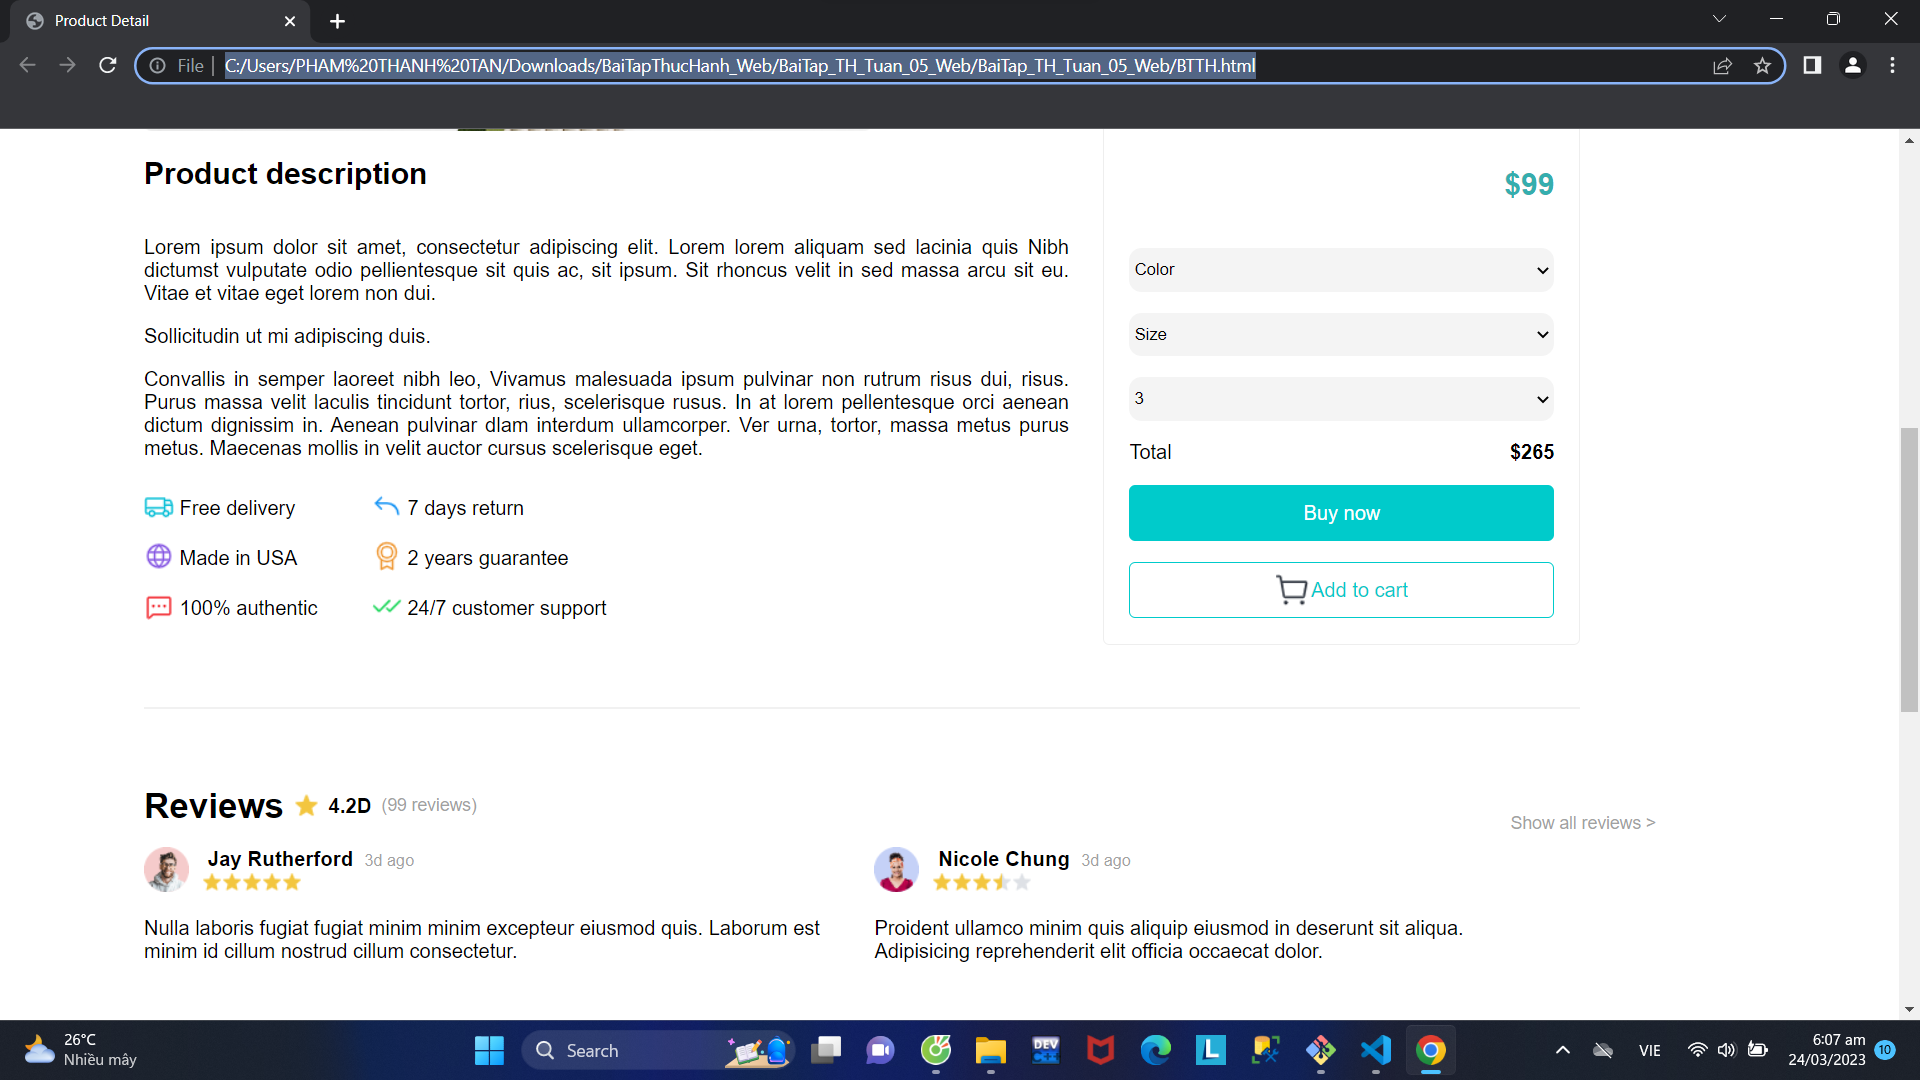 Product Detail
File
C:/Users/PHAM%20THANH%20TAN/Downloads/BaiTapThucHanh_Web/BaiTap_TH_Tuan_05_Web/BaiTap_TH_Tuan_05_Web/BTTH.html
Product description
Lorem ipsum dolor sit amet, consectetur adipiscing elit. Lorem lorem aliquam sed lacinia quis Nibh
dictumst vulputate odio pellientesque sit quis ac, sit ipsum. Sit rhoncus velit in sed massa arcu sit eu.
Vitae et vitae eget lorem non dui.
Sollicitudin ut mi adipiscing duis.
Convallis in semper laoreet nibh leo, Vivamus malesuada ipsum pulvinar non rutrum risus dui, risus.
Purus massa velit laculis tincidunt tortor, rius, scelerisque rusus. In at lorem pellentesque orci aenean
dictum dignissim in. Aenean pulvinar dlam interdum ullamcorper. Ver urna, tortor, massa metus purus
metus. Maecenas mollis in velit auctor cursus scelerisque eget.
Free delivery
7 days return
Made in USA
2 years guarantee
100% authentic
24/7 customer support
$99
Color
Size
3
Total
$265
Buy now
Add to cart
Reviews 4.2D (99 reviews)
Show all reviews >
Jay Rutherford 3d ago
Nulla laboris fugiat fugiat minim minim excepteur eiusmod quis. Laborum est
minim id cillum nostrud cillum consectetur.
Nicole Chung 3d ago
Proident ullamco minim quis aliquip eiusmod in deserunt sit aliqua.
Adipisicing reprehenderit elit officia occaecat dolor.
26°C
Nhiều mây
Search
DEV
C++
L
VIE
6:07 am
24/03/2023
10